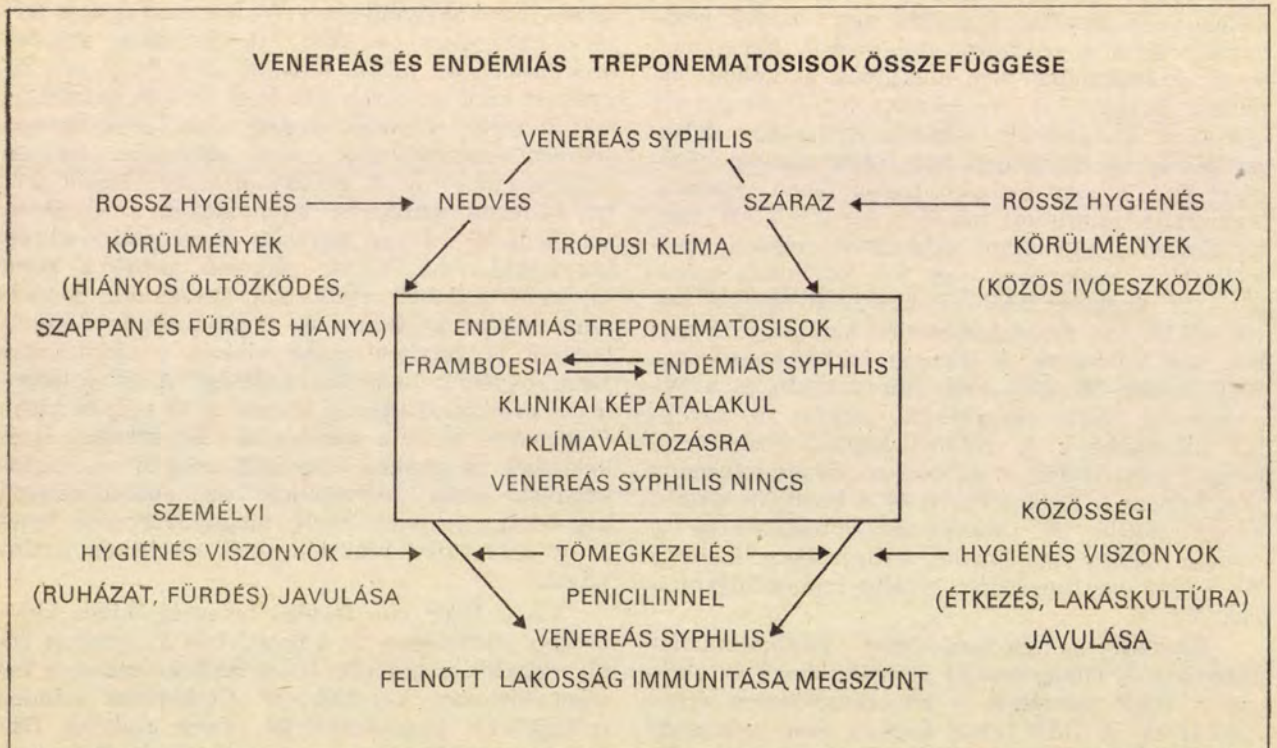 VENEREÁS ÉS ENDÉMIÁS TREPONEMATOSISOK ÖSSZEFÜGGÉSE
VENEREÁS SYPHILIS
ROSSZ HYGIÉNÉS
KÖRÜLMÉNYEK
(HIÁNYOS ÖLTÖZKÖDÉS,
SZAPPAN ÉS FÜRDÉS HIÁNYA)
NEDVES
TRÓPUSI KLÍMA
SZÁRAZ
ROSSZ HYGIÉNÉS
KÖRÜLMÉNYEK
(KÖZÖS IVÓESZKÖZÖK)
ENDÉMIÁS TREPONEMATOSISOK
FRAMBOESIA ENDÉMIÁS SYPHILIS
KLINIKAI KÉP ÁTALAKUL
KLÍMAVÁLTOZÁSRA
VENEREÁS SYPHILIS NINCS
SZEMÉLYI
HYGIÉNÉS VISZONYOK
(RUHÁZAT, FÜRDÉS) JAVULÁSA
TÖMEGKEZELÉS
PENICILINNEL
KÖZÖSSÉGI
HYGIÉNÉS VISZONYOK
(ÉTKEZÉS, LAKÁSKULTÚRA)
JAVULÁSA
VENEREÁS SYPHILIS
FELNŐTT LAKOSSÁG IMMUNITÁSA MEGSZŰNT